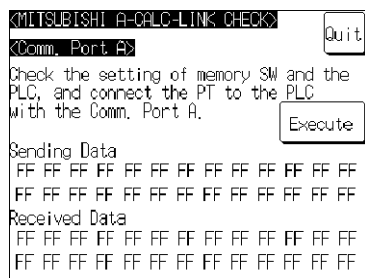 <MITSUBISHI A-CALC-LINK CHECK>
Quit
<Comm. Port A>
Check the setting of memory SW and the
PLC, and connect the PT to the PLC
with the Comm. Port A.
Execute
Sending Data
FF FF FF FF FF FF FF FF FF FF FF FF
FF FF FF FF FF FF FF FF FF FF FF FF
Received Data
FF FF FF FF FF FF FF FF FF FF FF FF
FF FF FF FF FF FF FF FF FF FF FF FF